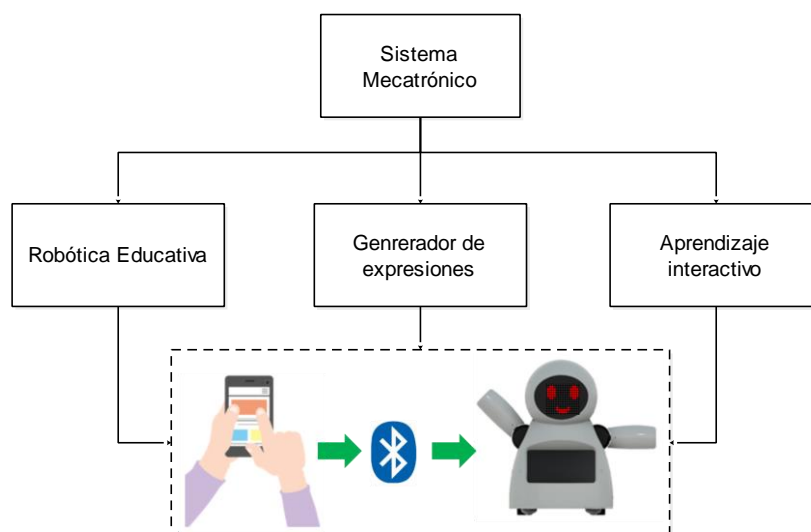 Sistema
Mecatrónico
Robótica Educativa
Genrerador de
expresiones
Aprendizaje
interactivo